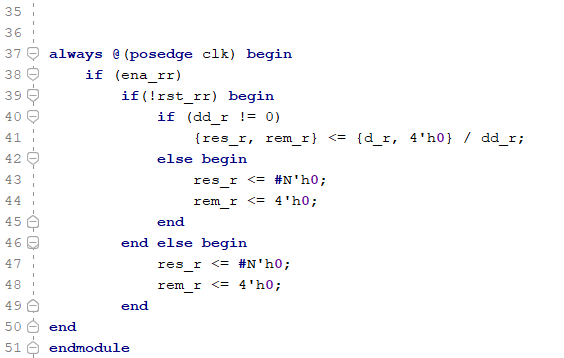 35
36
37 always @(posedge clk) begin
38 if (ena_rr)
39 if(!rst_rr) begin
40 if (dd_r != 0)
41 {res_r, rem_r} <= {d_r, 4'h0} / dd_r;
42 else begin
43 res_r <= #N'h0;
44 rem_r <= 4'h0;
45 end
46 end else begin
47 res_r <= #N'h0;
48 rem_r <= 4'h0;
49 end
50 end
51 endmodule